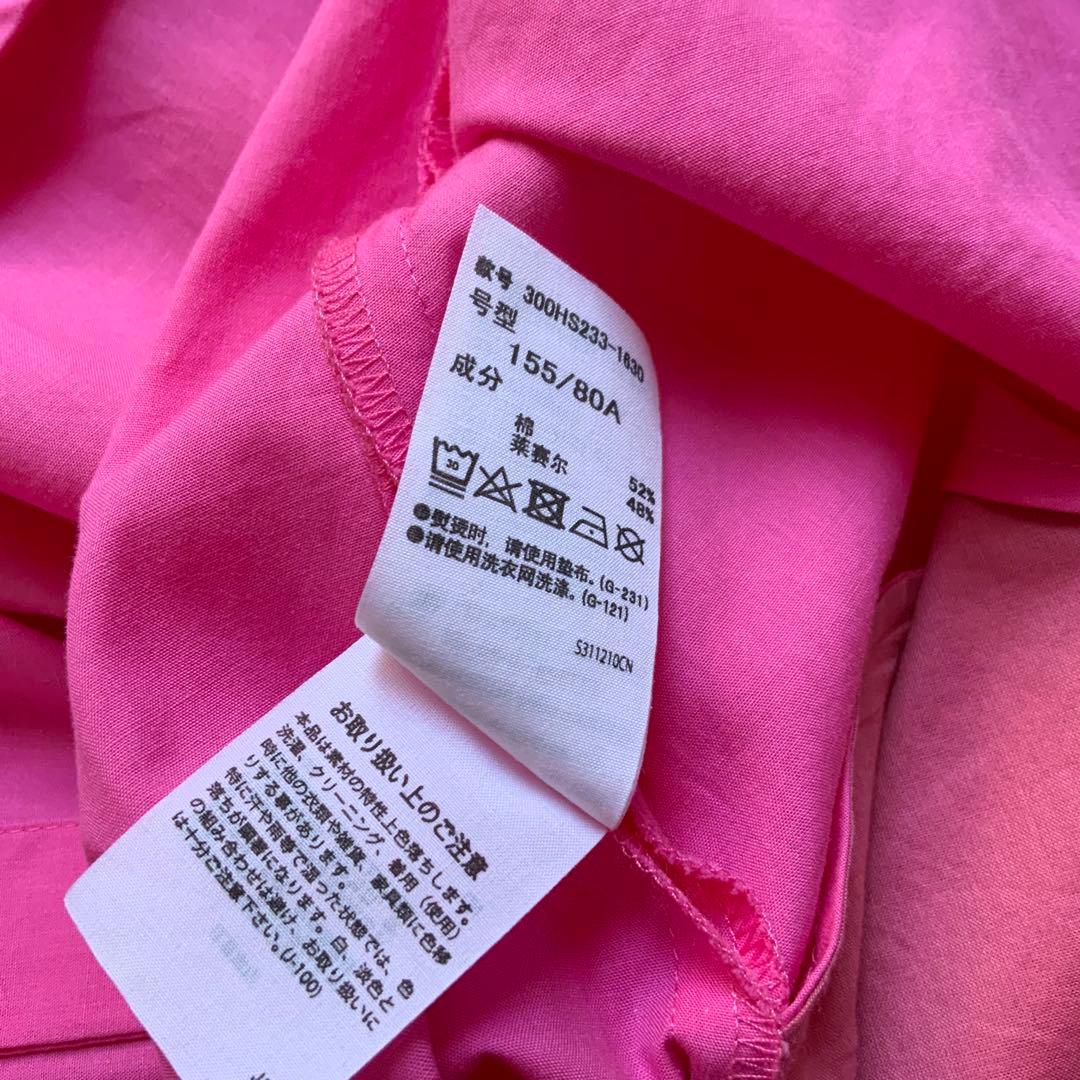 款号 300HS233-1630
号型
155/80A
成分
棉 52%
莱赛尔 48%
30
●熨烫时，请使用垫布。(G-231)
●请使用洗衣网洗涤。(G-121)
S311210CN
お取り扱い上のご注意
本品は素材の特性上色落ちします。
洗濯、クリーニング、着用（使用）
時に他の衣類や雑貨、家具類に色移
りする事があります。
特に汗や雨等で湿った状態では、色
落ちが顕著になります。白、淡色と
の組み合わせは避け、お取り扱いに
は十分ご注意下さい。(J-100)